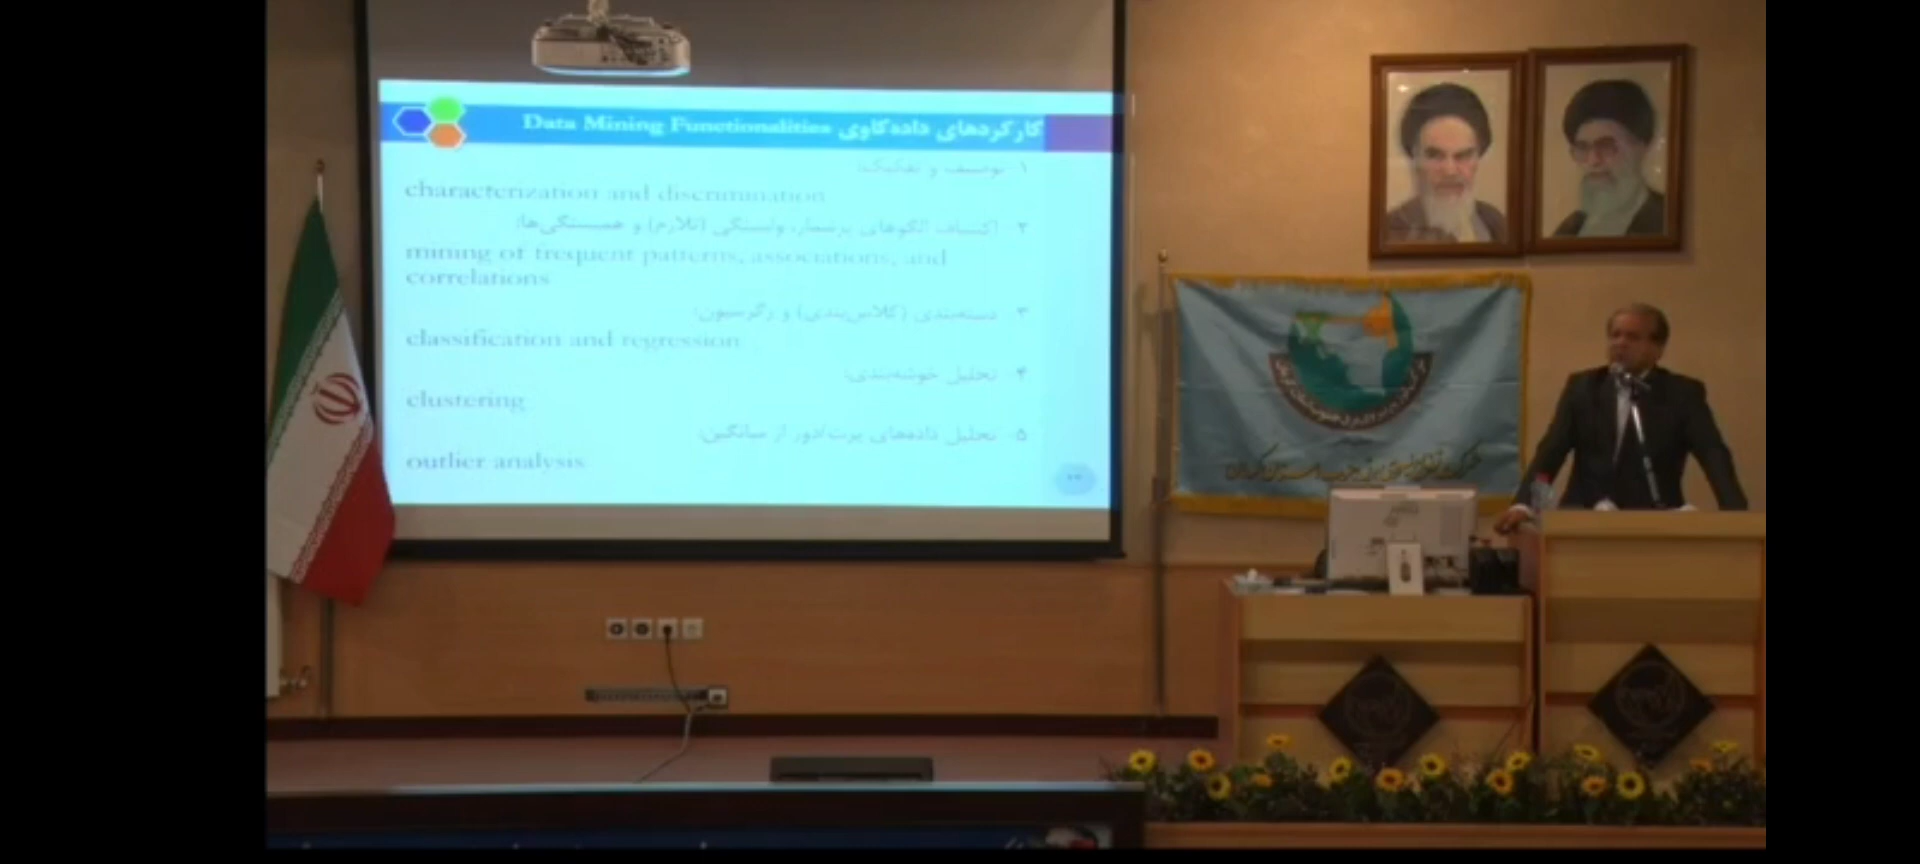 کارکردهای داده‌کاوی Data Mining Functionalities
۱- توصیف و تفکیک:
characterization and discrimination
۲- اکتشاف الگوهای پرشمار، وابستگی (تلازم) و همبستگی‌ها:
mining of frequent patterns, associations, and
correlations
۳- دسته‌بندی (کلاس‌بندی) و رگرسیون:
classification and regression
۴- تحلیل خوشه‌بندی:
clustering
۵- تحلیل داده‌های پرت/دور از میانگین:
outlier analysis